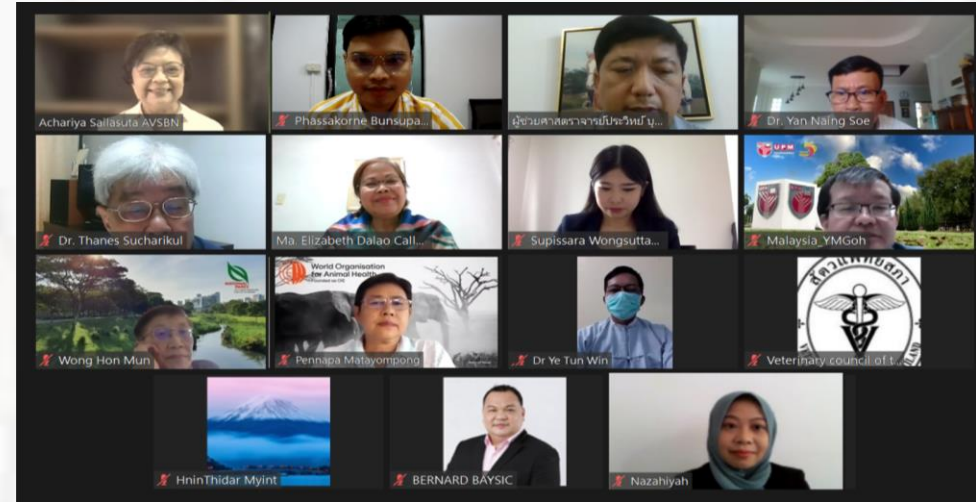 Achariya Sailasuta AVSBN
Phassakorne Bunsupa...
ผู้ช่วยศาสตราจารย์ประวิทย์ บุ...
Dr. Yan Naing Soe
Dr. Thanes Sucharikul
Ma. Elizabeth Dalao Call...
Supissara Wongsutta...
UPM
Malaysia_YMGoh
Wong Hon Mun
World Organisation
for Animal Health
Founded as OIE
Pennapa Matayompong
Dr Ye Tun Win
สัตวแพทยสภา
Veterinary council of t...
HninThidar Myint
BERNARD BAYSIC
Nazahiyah